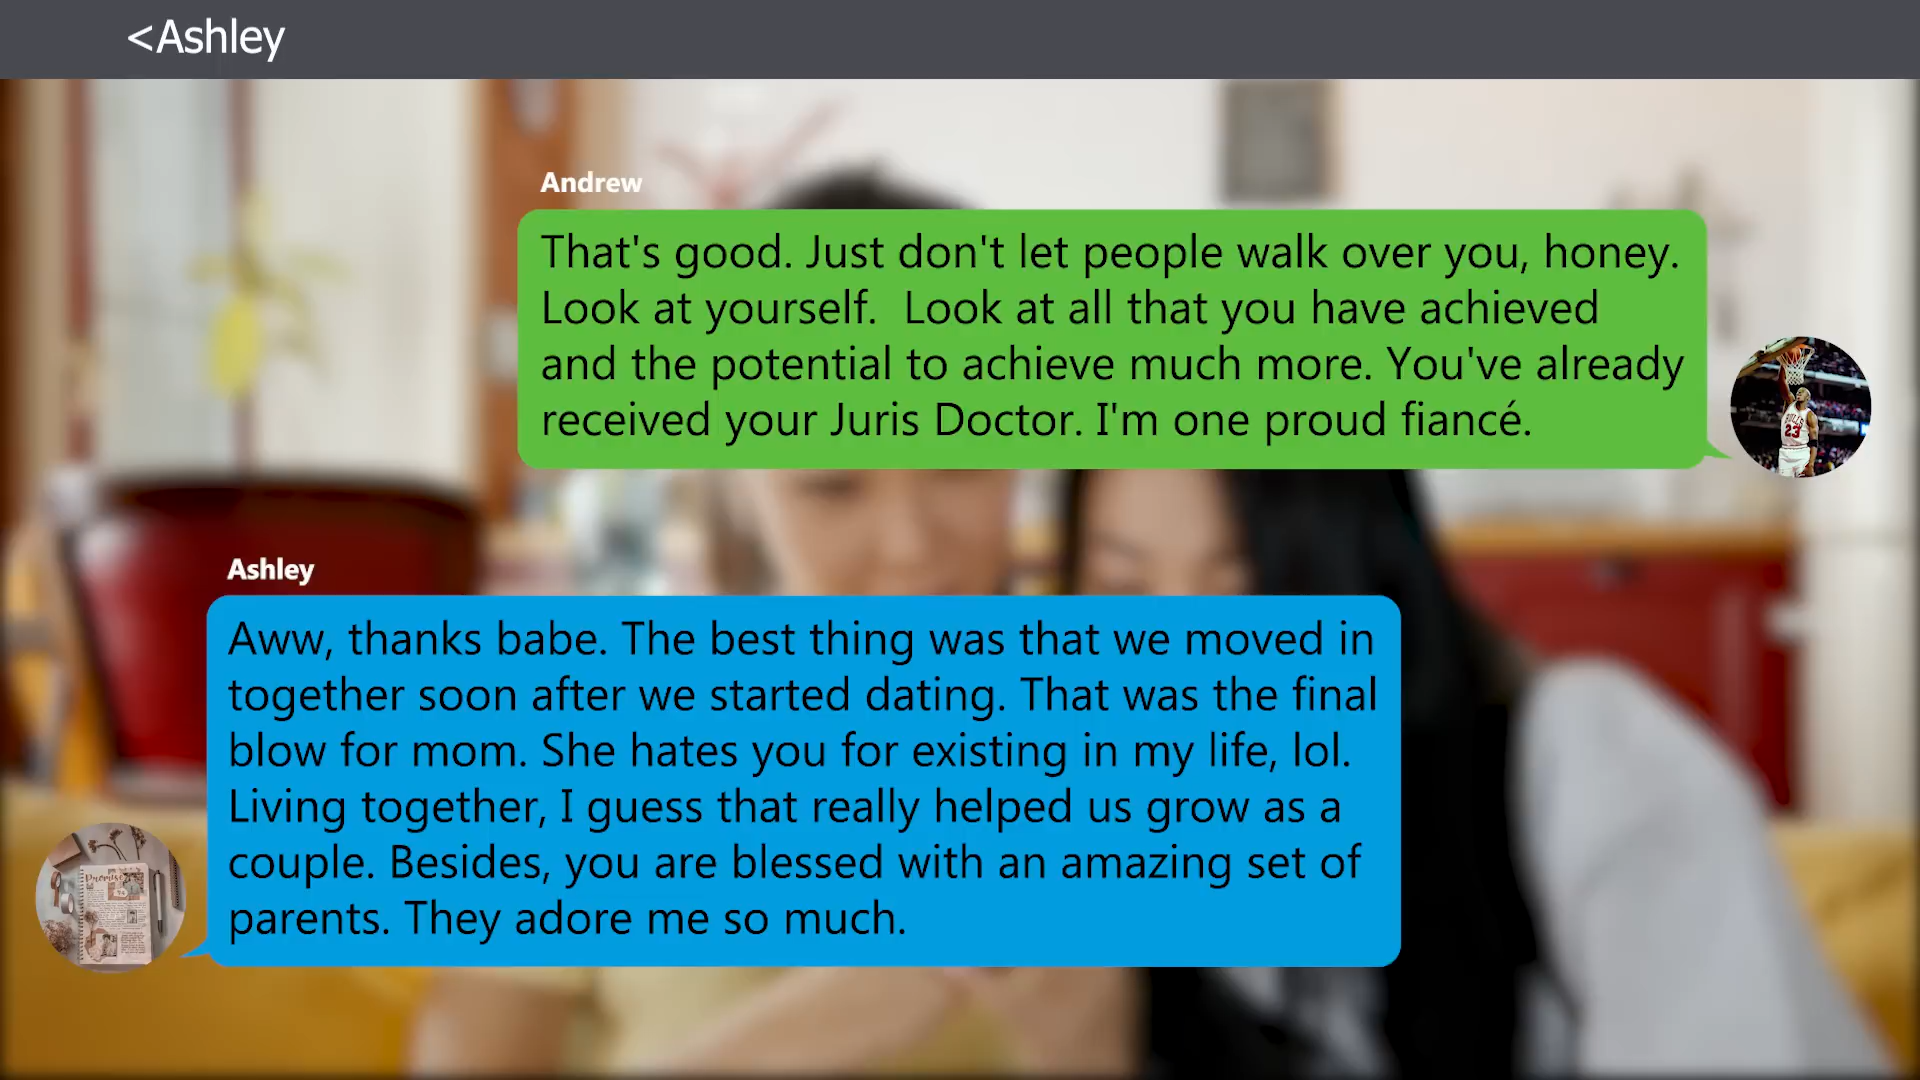 <Ashley
Andrew
That's good. Just don't let people walk over you, honey.
Look at yourself.  Look at all that you have achieved
and the potential to achieve much more. You've already
received your Juris Doctor. I'm one proud fiancé.
23
Ashley
Aww, thanks babe. The best thing was that we moved in
together soon after we started dating. That was the final
blow for mom. She hates you for existing in my life, lol.
Living together, I guess that really helped us grow as a
couple. Besides, you are blessed with an amazing set of
parents. They adore me so much.
Promise